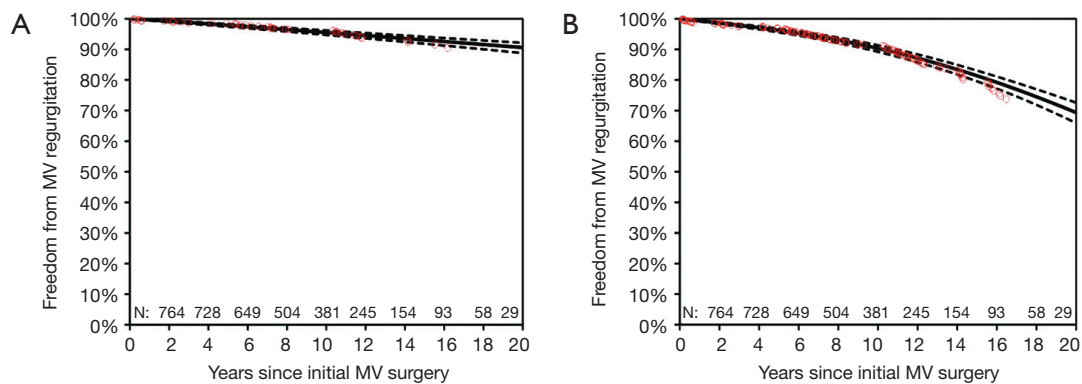 A
Freedom from MV regurgitation
100%
90%
80%
70%
60%
50%
40%
30%
20%
10%
0%
N: 764 728 649 504 381 245 154 93 58 29
0 2 4 6 8 10 12 14 16 18 20
Years since initial MV surgery
B
Freedom from MV regurgitation
100%
90%
80%
70%
60%
50%
40%
30%
20%
10%
0%
N: 764 728 649 504 381 245 154 93 58 29
0 2 4 6 8 10 12 14 16 18 20
Years since initial MV surgery